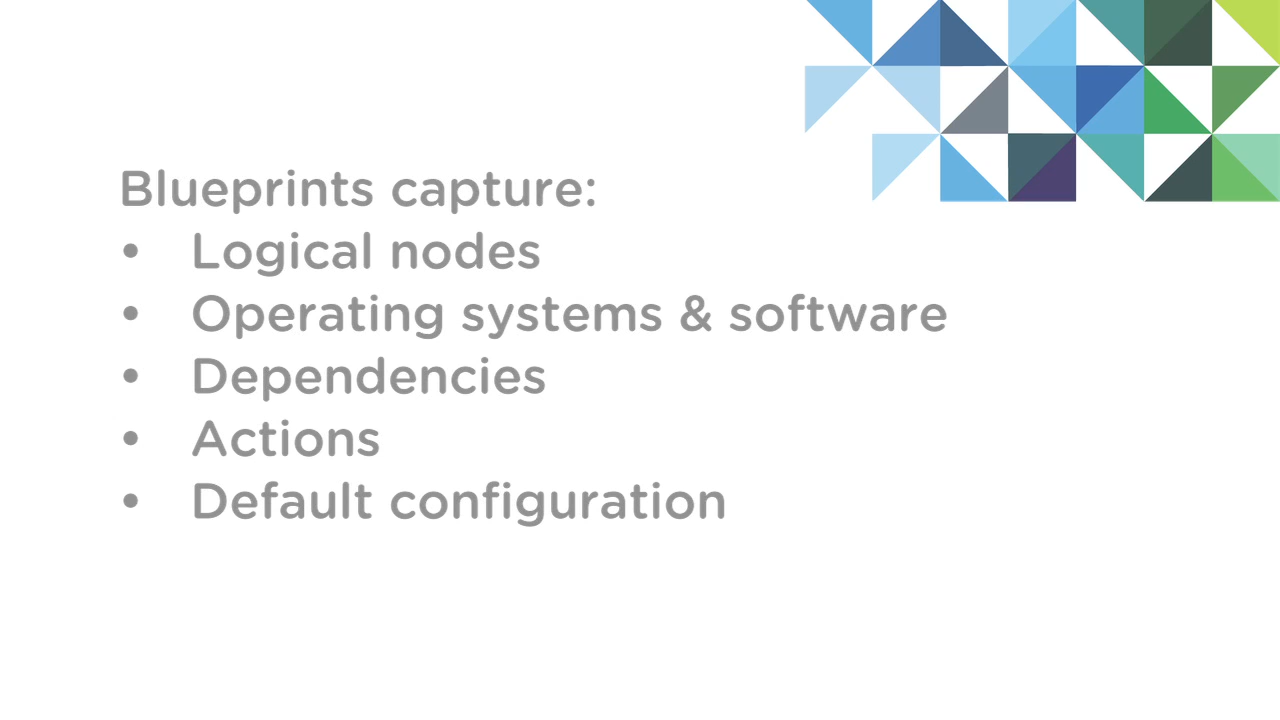 Blueprints capture:
• Logical nodes
• Operating systems & software
• Dependencies
• Actions
• Default configuration